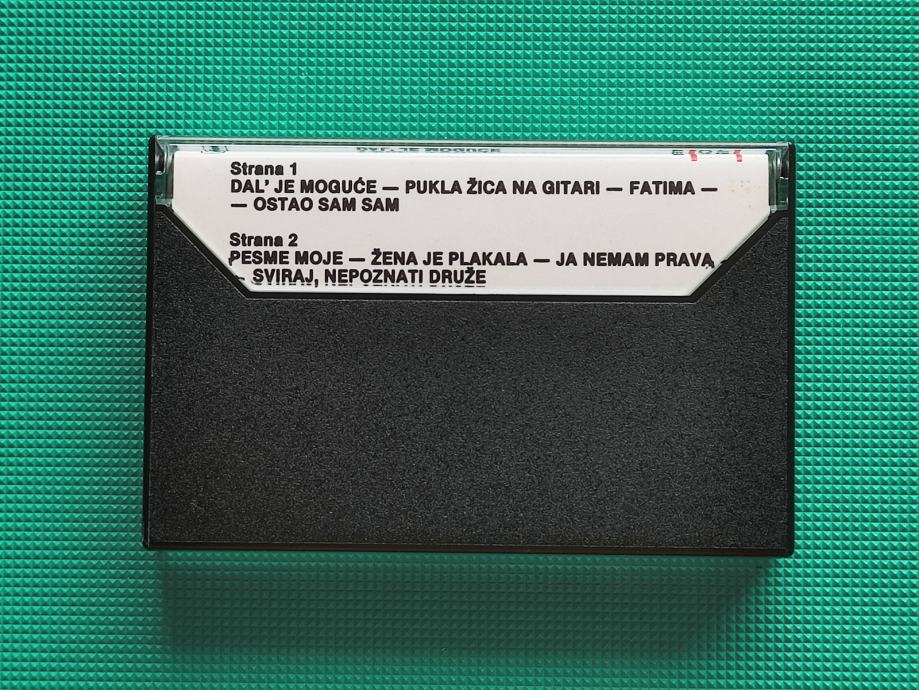 Strana 1
DAL' JE MOGUĆE — PUKLA ŽICA NA GITARI — FATIMA —
— OSTAO SAM SAM
Strana 2
PESME MOJE — ŽENA JE PLAKALA — JA NEMAM PRAVA —
— SVIRAJ, NEPOZNATI DRUŽE